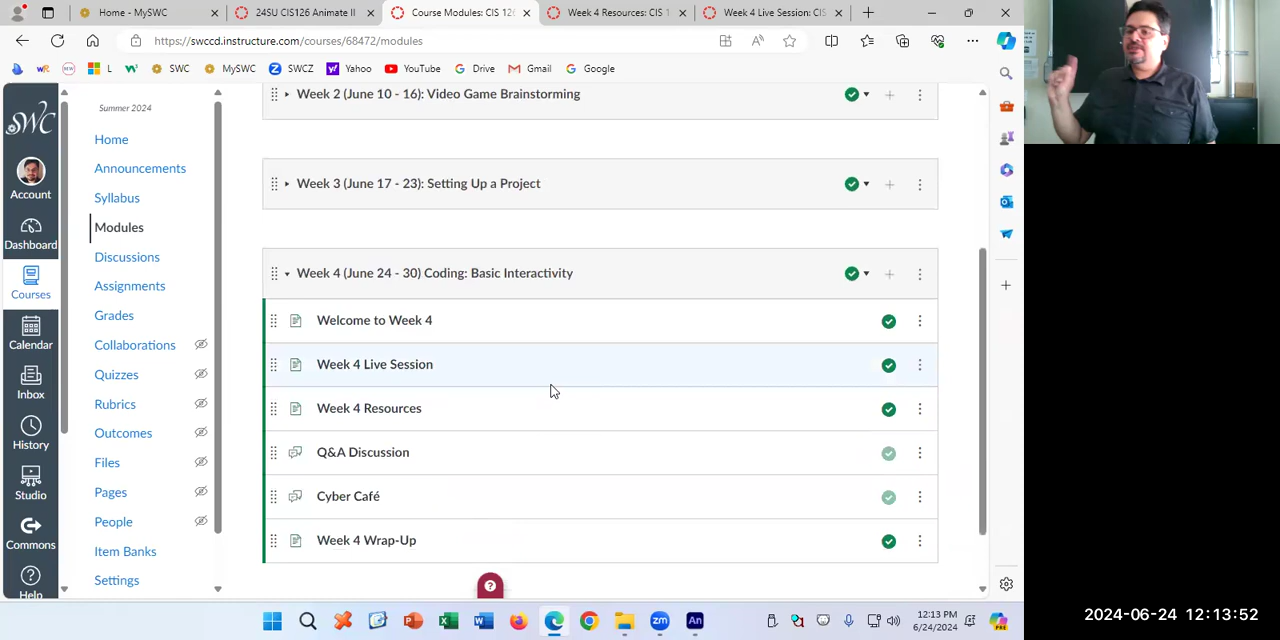 Home - MySWC
24SU CIS126 Animate II
Course Modules: CIS 126
Week 4 Resources: CIS 1
Week 4 Live Session: CIS
https://swccd.instructure.com/courses/68472/modules
L
SWC
MySWC
SWCZ
YouTube
Drive
Gmail
Google
SWC
Account
Dashboard
Courses
Calendar
Inbox
History
Studio
Commons
Help
Summer 2024
Home
Announcements
Syllabus
Modules
Discussions
Assignments
Grades
Collaborations
Quizzes
Rubrics
Outcomes
Files
Pages
People
Item Banks
Settings
Week 2 (June 10 - 16): Video Game Brainstorming
Week 3 (June 17 - 23): Setting Up a Project
Week 4 (June 24 - 30) Coding: Basic Interactivity
Welcome to Week 4
Week 4 Live Session
Week 4 Resources
Q&A Discussion
Cyber Café
Week 4 Wrap-Up
zm
An
12:13 PM
6/24/2024
PRE
2024-06-24 12:13:52